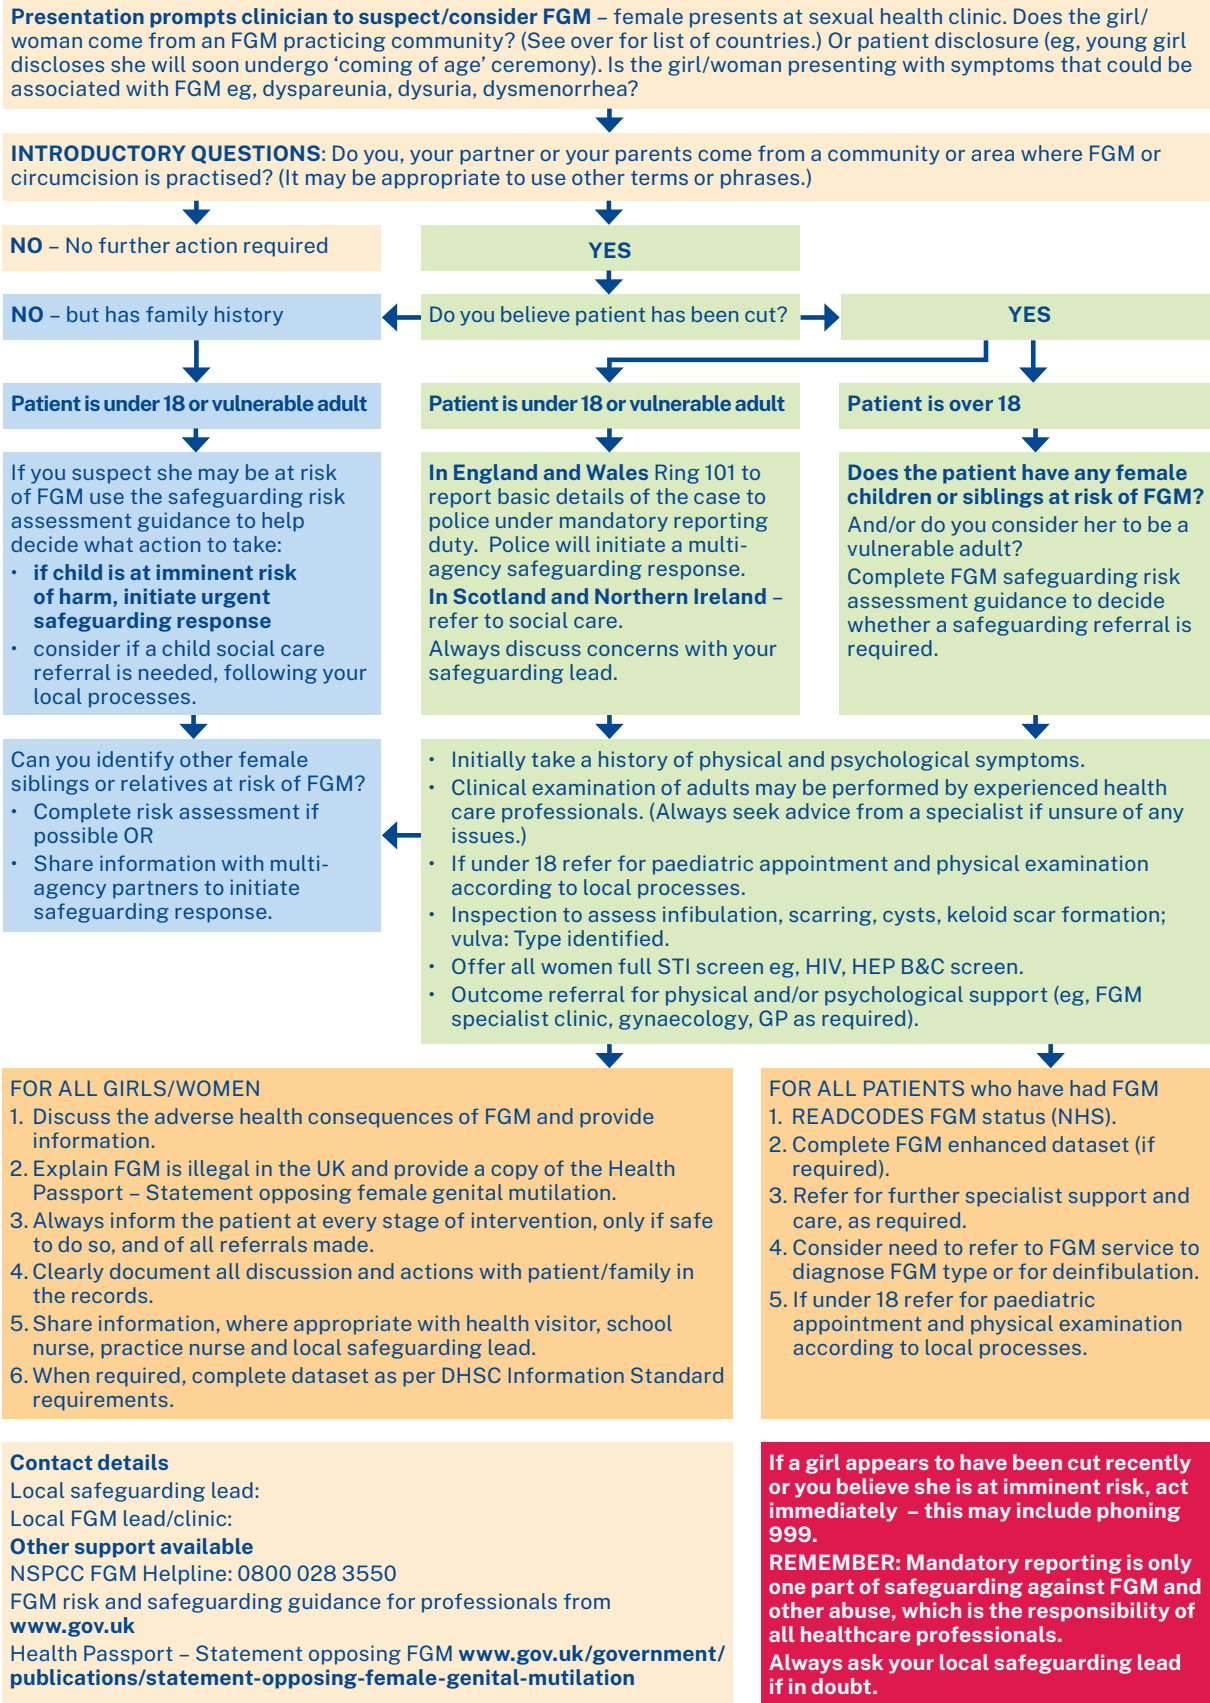 Presentation prompts clinician to suspect/consider FGM – female presents at sexual health clinic. Does the girl/
woman come from an FGM practicing community? (See over for list of countries.) Or patient disclosure (eg, young girl
discloses she will soon undergo ‘coming of age’ ceremony). Is the girl/woman presenting with symptoms that could be
associated with FGM eg, dyspareunia, dysuria, dysmenorrhea?
INTRODUCTORY QUESTIONS: Do you, your partner or your parents come from a community or area where FGM or
circumcision is practised? (It may be appropriate to use other terms or phrases.)
NO – No further action required
YES
NO – but has family history
Do you believe patient has been cut?
YES
Patient is under 18 or vulnerable adult
Patient is under 18 or vulnerable adult
Patient is over 18
If you suspect she may be at risk
of FGM use the safeguarding risk
assessment guidance to help
decide what action to take:
• if child is at imminent risk
of harm, initiate urgent
safeguarding response
• consider if a child social care
referral is needed, following your
local processes.
In England and Wales Ring 101 to
report basic details of the case to
police under mandatory reporting
duty. Police will initiate a multi-
agency safeguarding response.
In Scotland and Northern Ireland –
refer to social care.
Always discuss concerns with your
safeguarding lead.
Does the patient have any female
children or siblings at risk of FGM?
And/or do you consider her to be a
vulnerable adult?
Complete FGM safeguarding risk
assessment guidance to decide
whether a safeguarding referral is
required.
Can you identify other female
siblings or relatives at risk of FGM?
• Complete risk assessment if
possible OR
• Share information with multi-
agency partners to initiate
safeguarding response.
• Initially take a history of physical and psychological symptoms.
• Clinical examination of adults may be performed by experienced health
care professionals. (Always seek advice from a specialist if unsure of any
issues.)
• If under 18 refer for paediatric appointment and physical examination
according to local processes.
• Inspection to assess infibulation, scarring, cysts, keloid scar formation;
vulva: Type identified.
• Offer all women full STI screen eg, HIV, HEP B&C screen.
• Outcome referral for physical and/or psychological support (eg, FGM
specialist clinic, gynaecology, GP as required).
FOR ALL GIRLS/WOMEN
1. Discuss the adverse health consequences of FGM and provide
information.
2. Explain FGM is illegal in the UK and provide a copy of the Health
Passport – Statement opposing female genital mutilation.
3. Always inform the patient at every stage of intervention, only if safe
to do so, and of all referrals made.
4. Clearly document all discussion and actions with patient/family in
the records.
5. Share information, where appropriate with health visitor, school
nurse, practice nurse and local safeguarding lead.
6. When required, complete dataset as per DHSC Information Standard
requirements.
FOR ALL PATIENTS who have had FGM
1. READCODES FGM status (NHS).
2. Complete FGM enhanced dataset (if
required).
3. Refer for further specialist support and
care, as required.
4. Consider need to refer to FGM service to
diagnose FGM type or for deinfibulation.
5. If under 18 refer for paediatric
appointment and physical examination
according to local processes.
Contact details
Local safeguarding lead:
Local FGM lead/clinic:
Other support available
NSPCC FGM Helpline: 0800 028 3550
FGM risk and safeguarding guidance for professionals from
www.gov.uk
Health Passport – Statement opposing FGM www.gov.uk/government/
publications/statement-opposing-female-genital-mutilation
If a girl appears to have been cut recently
or you believe she is at imminent risk, act
immediately – this may include phoning
999.
REMEMBER: Mandatory reporting is only
one part of safeguarding against FGM and
other abuse, which is the responsibility of
all healthcare professionals.
Always ask your local safeguarding lead
if in doubt.